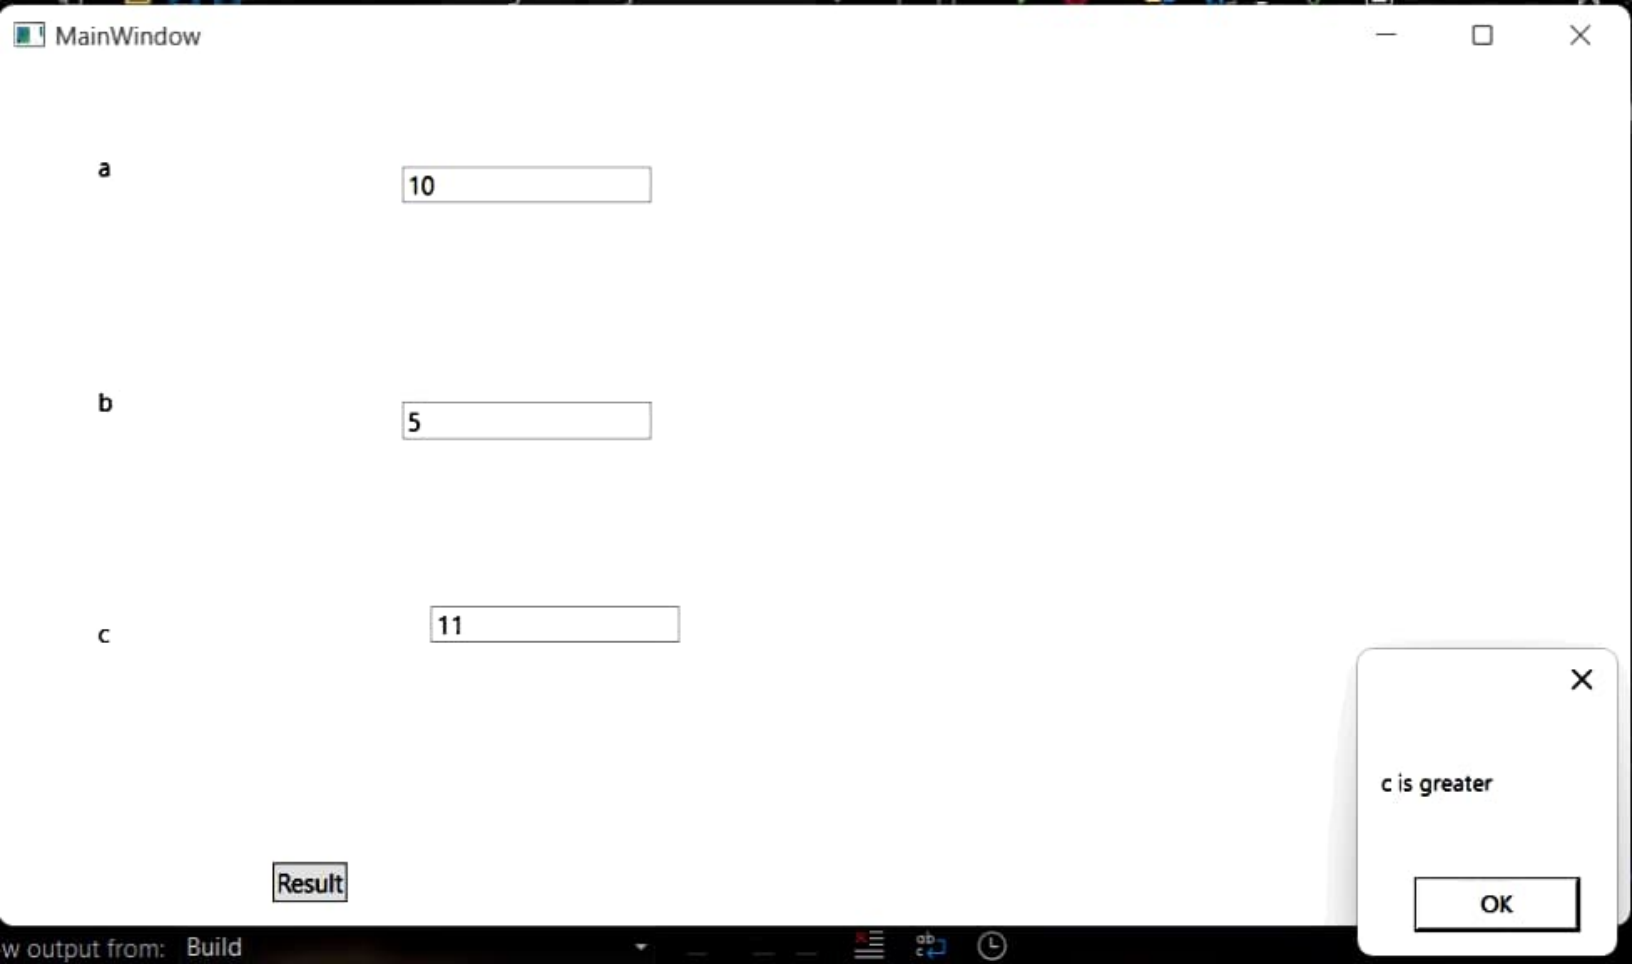 MainWindow
a
10
b
5
c
11
c is greater
Result
OK
w output from: Build